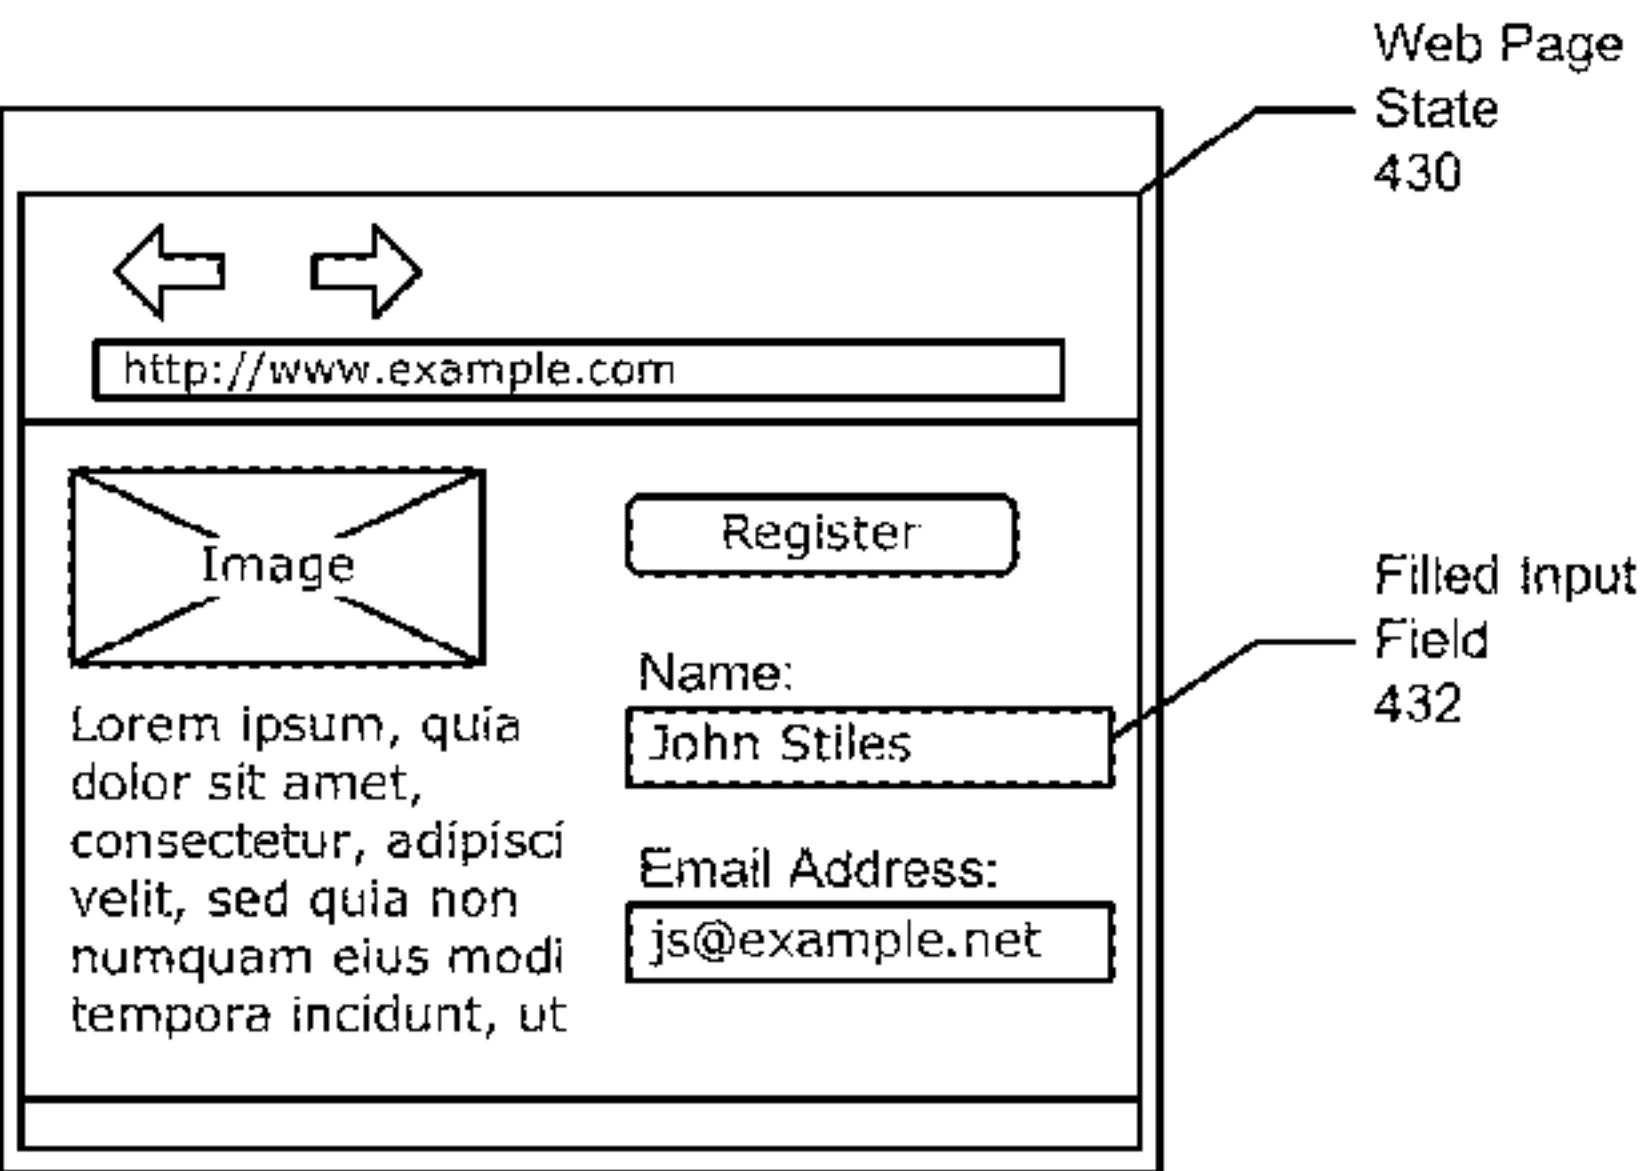 Web Page
State
430
http://www.example.com
Image
Register
Filled Input
Field
432
Name:
John Stiles
Lorem ipsum, quia
dolor sit amet,
consectetur, adipisci
velit, sed quia non
numquam eius modi
tempora incidunt, ut
Email Address:
js@example.net